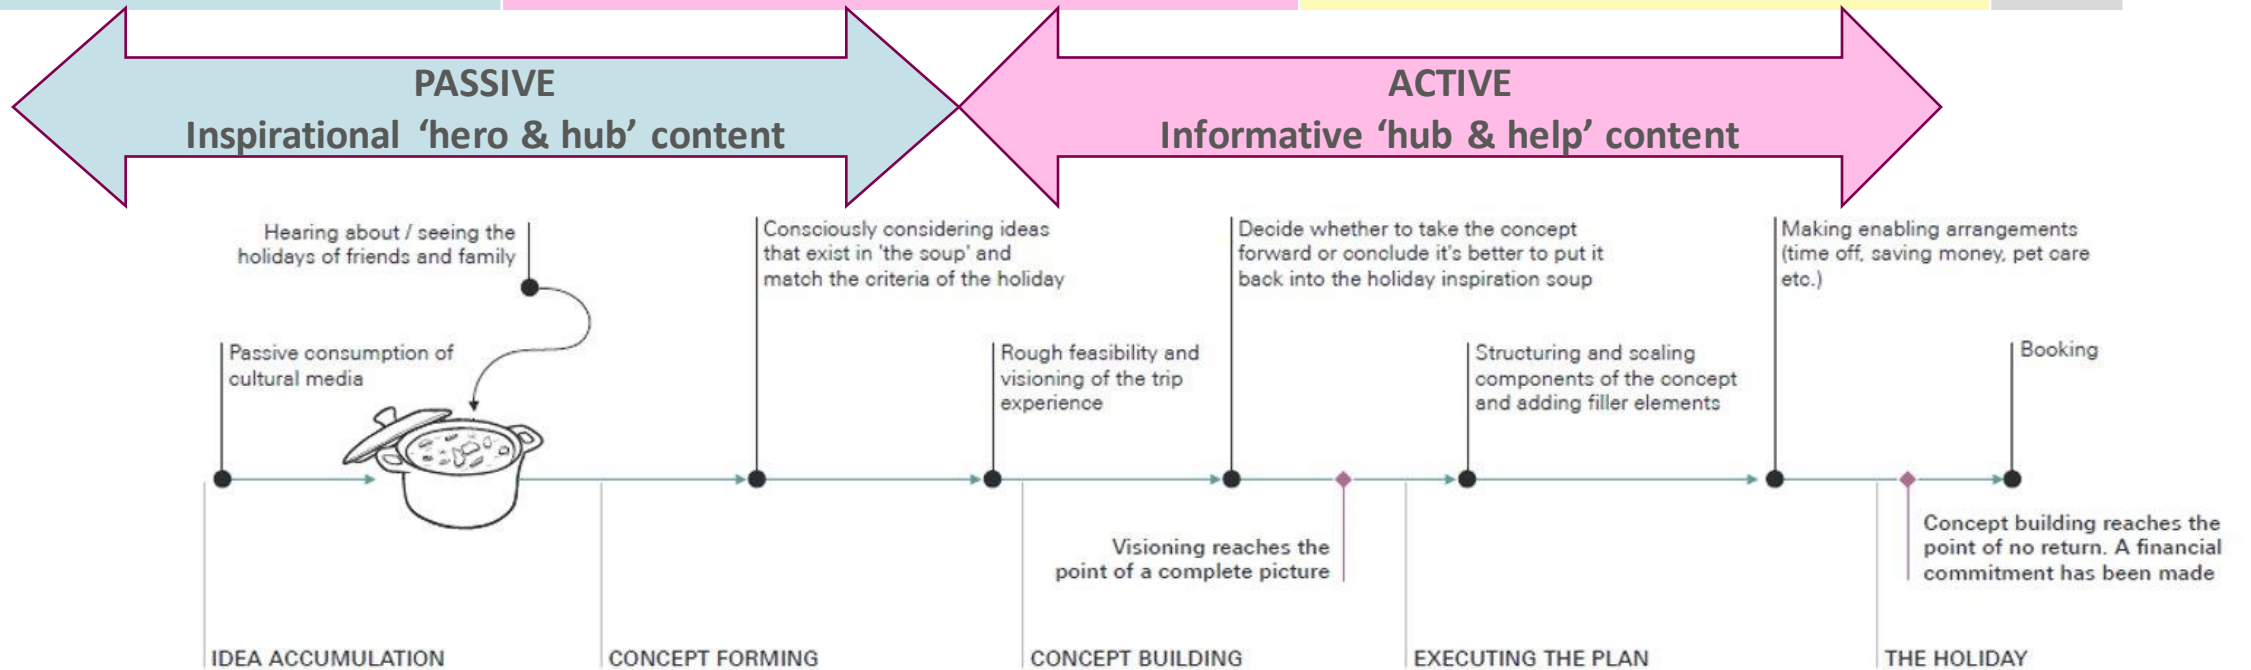 PASSIVE
Inspirational ‘hero & hub’ content
ACTIVE
Informative ‘hub & help’ content
Hearing about / seeing the
holidays of friends and family
Consciously considering ideas
that exist in 'the soup' and
match the criteria of the holiday
Decide whether to take the concept
forward or conclude it's better to put it
back into the holiday inspiration soup
Making enabling arrangements
(time off, saving money, pet care
etc.)
Passive consumption of
cultural media
Rough feasibility and
visioning of the trip
experience
Structuring and scaling
components of the concept
and adding filler elements
Booking
Visioning reaches the
point of a complete picture
Concept building reaches the
point of no return. A financial
commitment has been made
IDEA ACCUMULATION
CONCEPT FORMING
CONCEPT BUILDING
EXECUTING THE PLAN
THE HOLIDAY